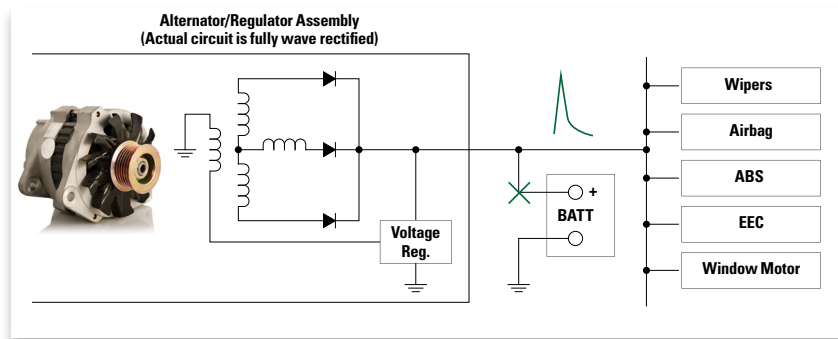 Alternator/Regulator Assembly
(Actual circuit is fully wave rectified)
Voltage
Reg.
+
BATT
Wipers
Airbag
ABS
EEC
Window Motor